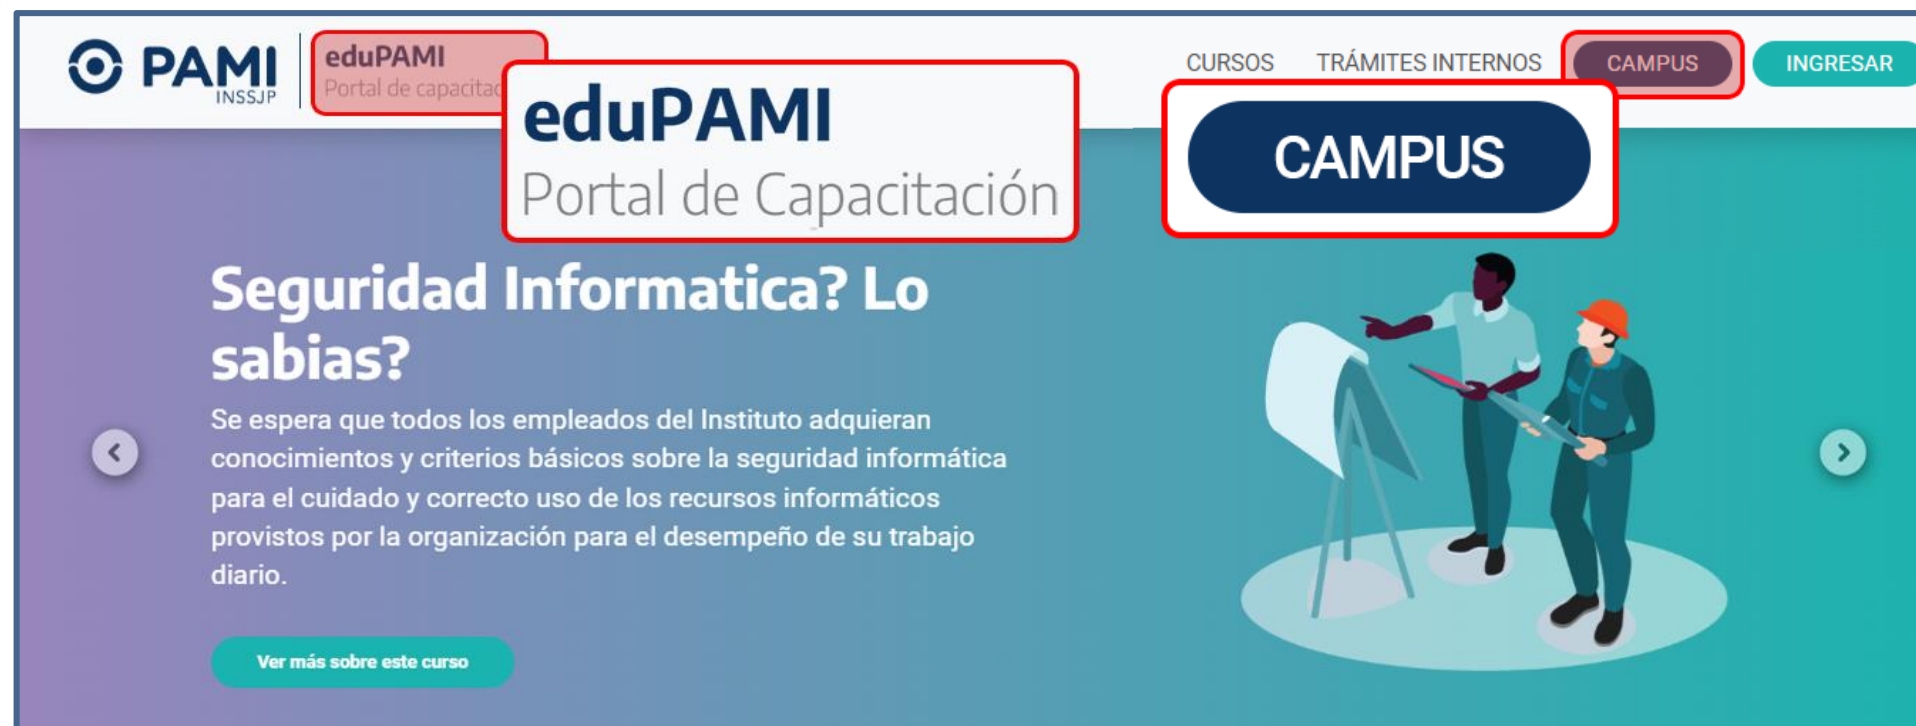 PAMI
INSSJP
eduPAMI
Portal de capacitac
CURSOS
TRÁMITES INTERNOS
CAMPUS
INGRESAR
eduPAMI
Portal de Capacitación
CAMPUS
Seguridad Informatica? Lo
sabias?
Se espera que todos los empleados del Instituto adquieran
conocimientos y criterios básicos sobre la seguridad informática
para el cuidado y correcto uso de los recursos informáticos
provistos por la organización para el desempeño de su trabajo
diario.
Ver más sobre este curso